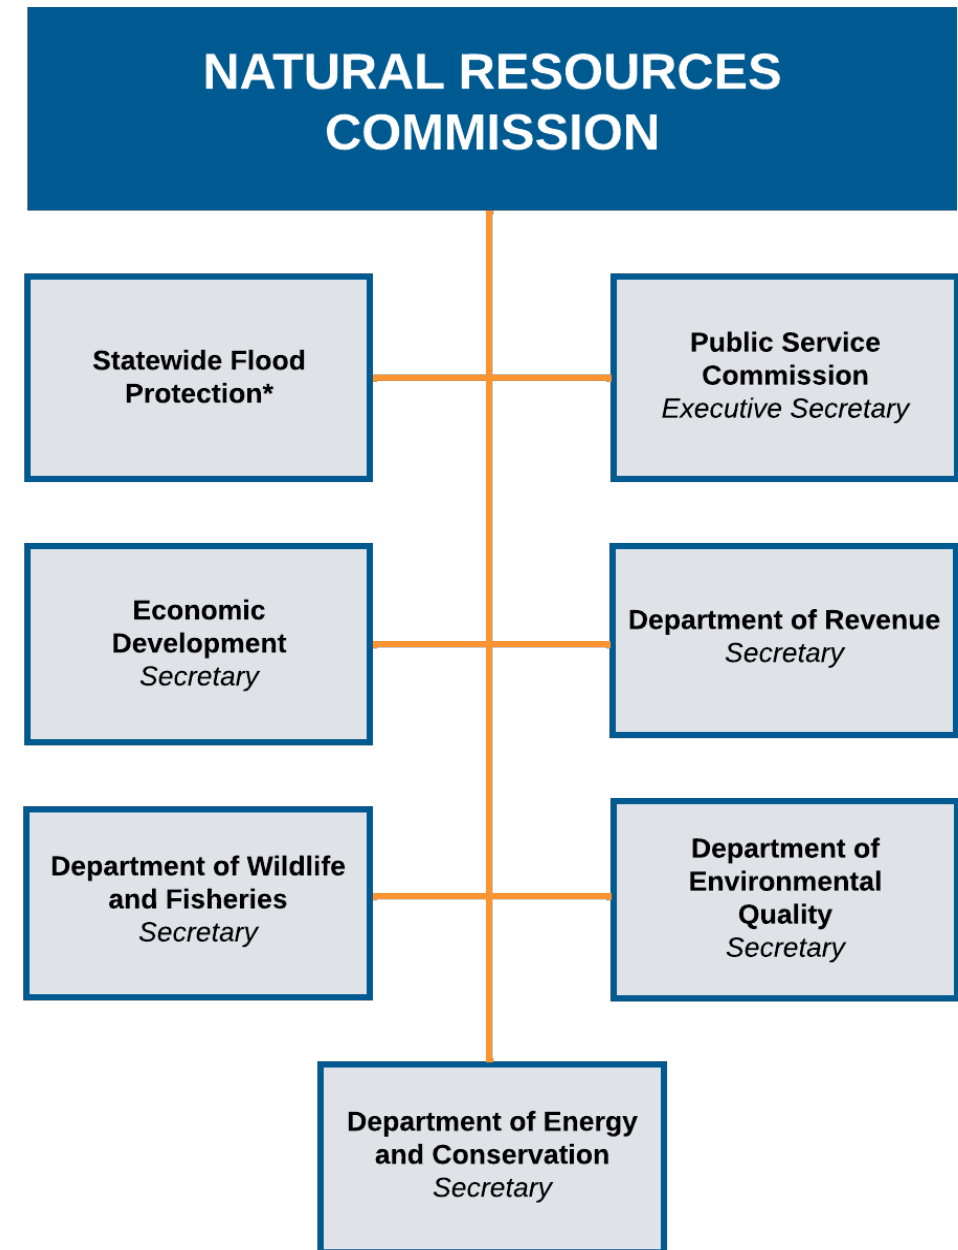 NATURAL RESOURCES
COMMISSION
Statewide Flood
Protection*
Public Service
Commission
Executive Secretary
Economic
Development
Secretary
Department of Revenue
Secretary
Department of Wildlife
and Fisheries
Secretary
Department of
Environmental
Quality
Secretary
Department of Energy
and Conservation
Secretary